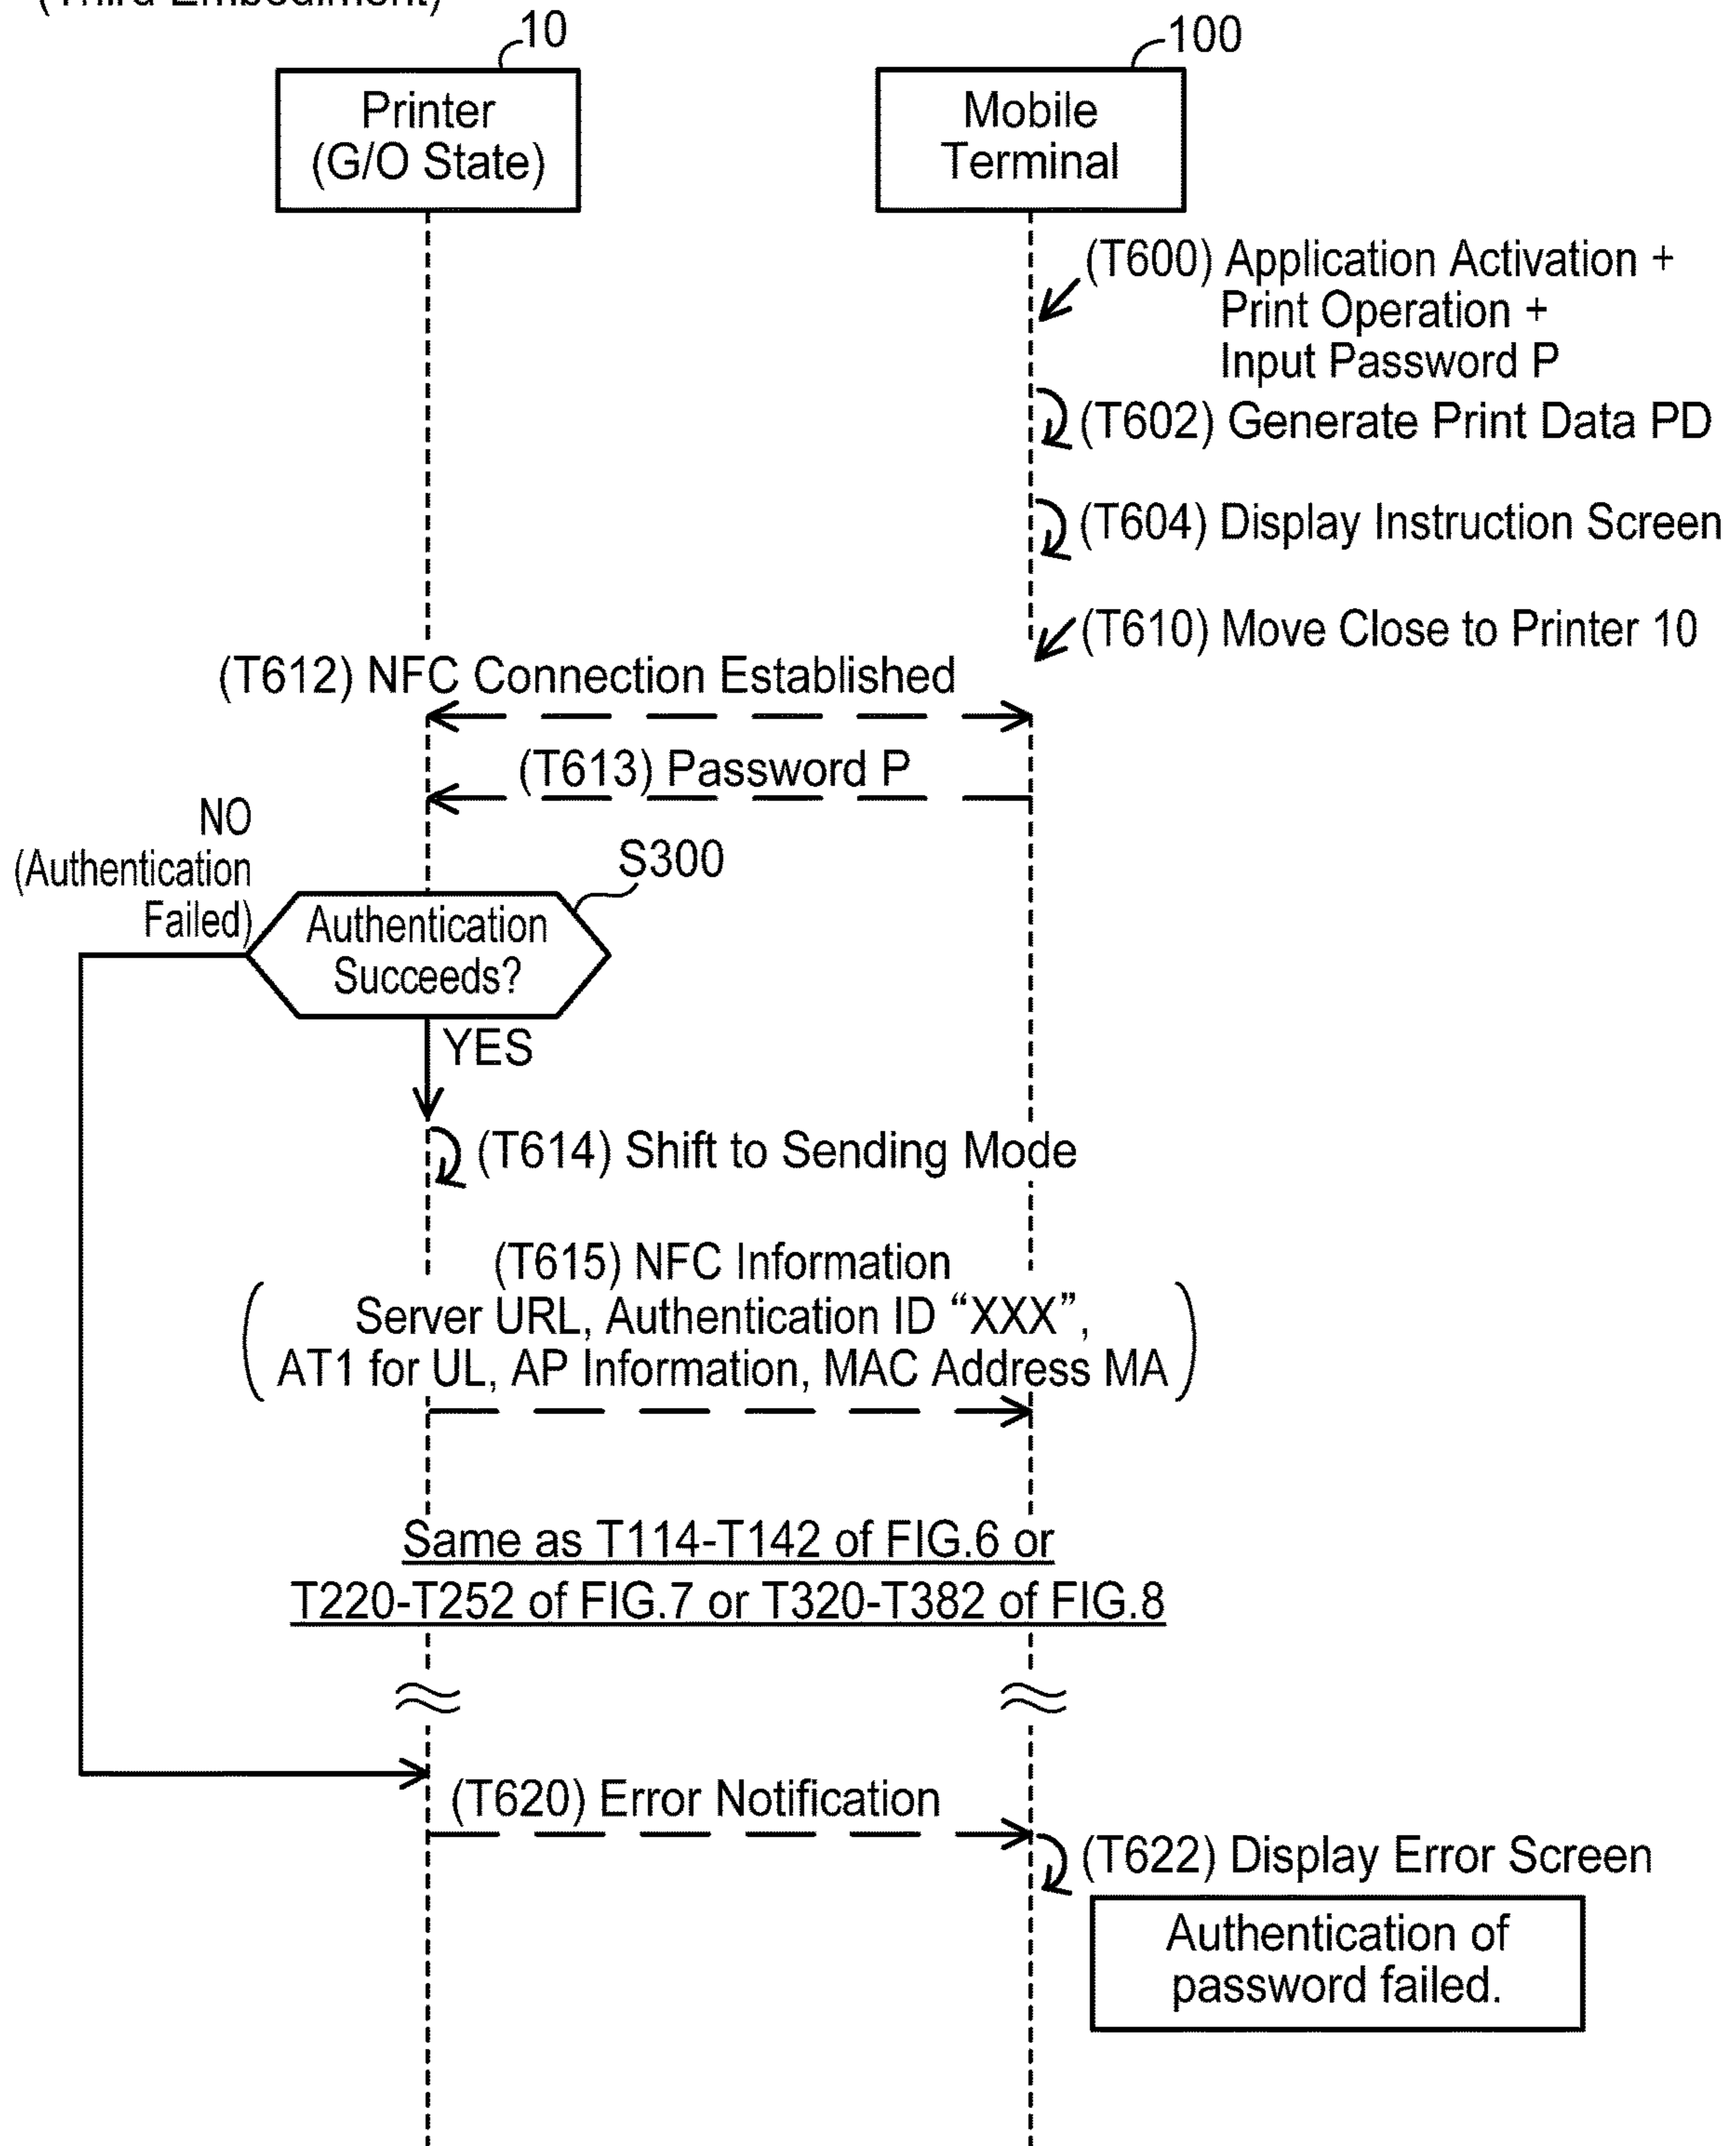 (Third Embodiment)
10
100
Printer
(G/O State)
Mobile
Terminal
(T600) Application Activation +
Print Operation +
Input Password P
(T602) Generate Print Data PD
(T604) Display Instruction Screen
(T610) Move Close to Printer 10
(T612) NFC Connection Established
(T613) Password P
NO
(Authentication
Failed)
S300
Authentication
Succeeds?
YES
(T614) Shift to Sending Mode
(T615) NFC Information
Server URL, Authentication ID “XXX”,
AT1 for UL, AP Information, MAC Address MA
Same as T114-T142 of FIG.6 or
T220-T252 of FIG.7 or T320-T382 of FIG.8
(T620) Error Notification
(T622) Display Error Screen
Authentication of
password failed.